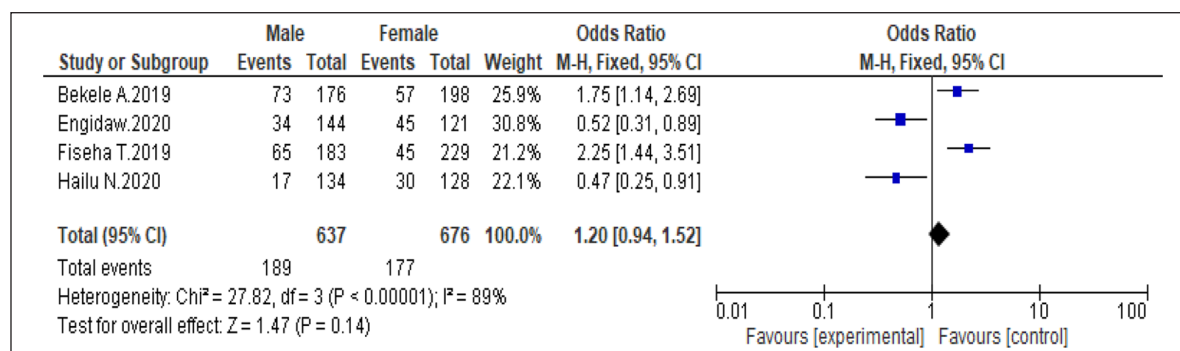 Male Female Odds Ratio Odds Ratio
Study or Subgroup Events Total Events Total Weight M-H, Fixed, 95% CI M-H, Fixed, 95% CI
Bekele A.2019 73 176 57 198 25.9% 1.75 [1.14, 2.69]
Engidaw.2020 34 144 45 121 30.8% 0.52 [0.31, 0.89]
Fiseha T.2019 65 183 45 229 21.2% 2.25 [1.44, 3.51]
Hailu N.2020 17 134 30 128 22.1% 0.47 [0.25, 0.91]
Total (95% CI) 637 676 100.0% 1.20 [0.94, 1.52]
Total events 189 177
Heterogeneity: Chi² = 27.82, df = 3 (P < 0.00001); I² = 89%
Test for overall effect: Z = 1.47 (P = 0.14)
0.01 0.1 1 10 100
Favours [experimental] Favours [control]